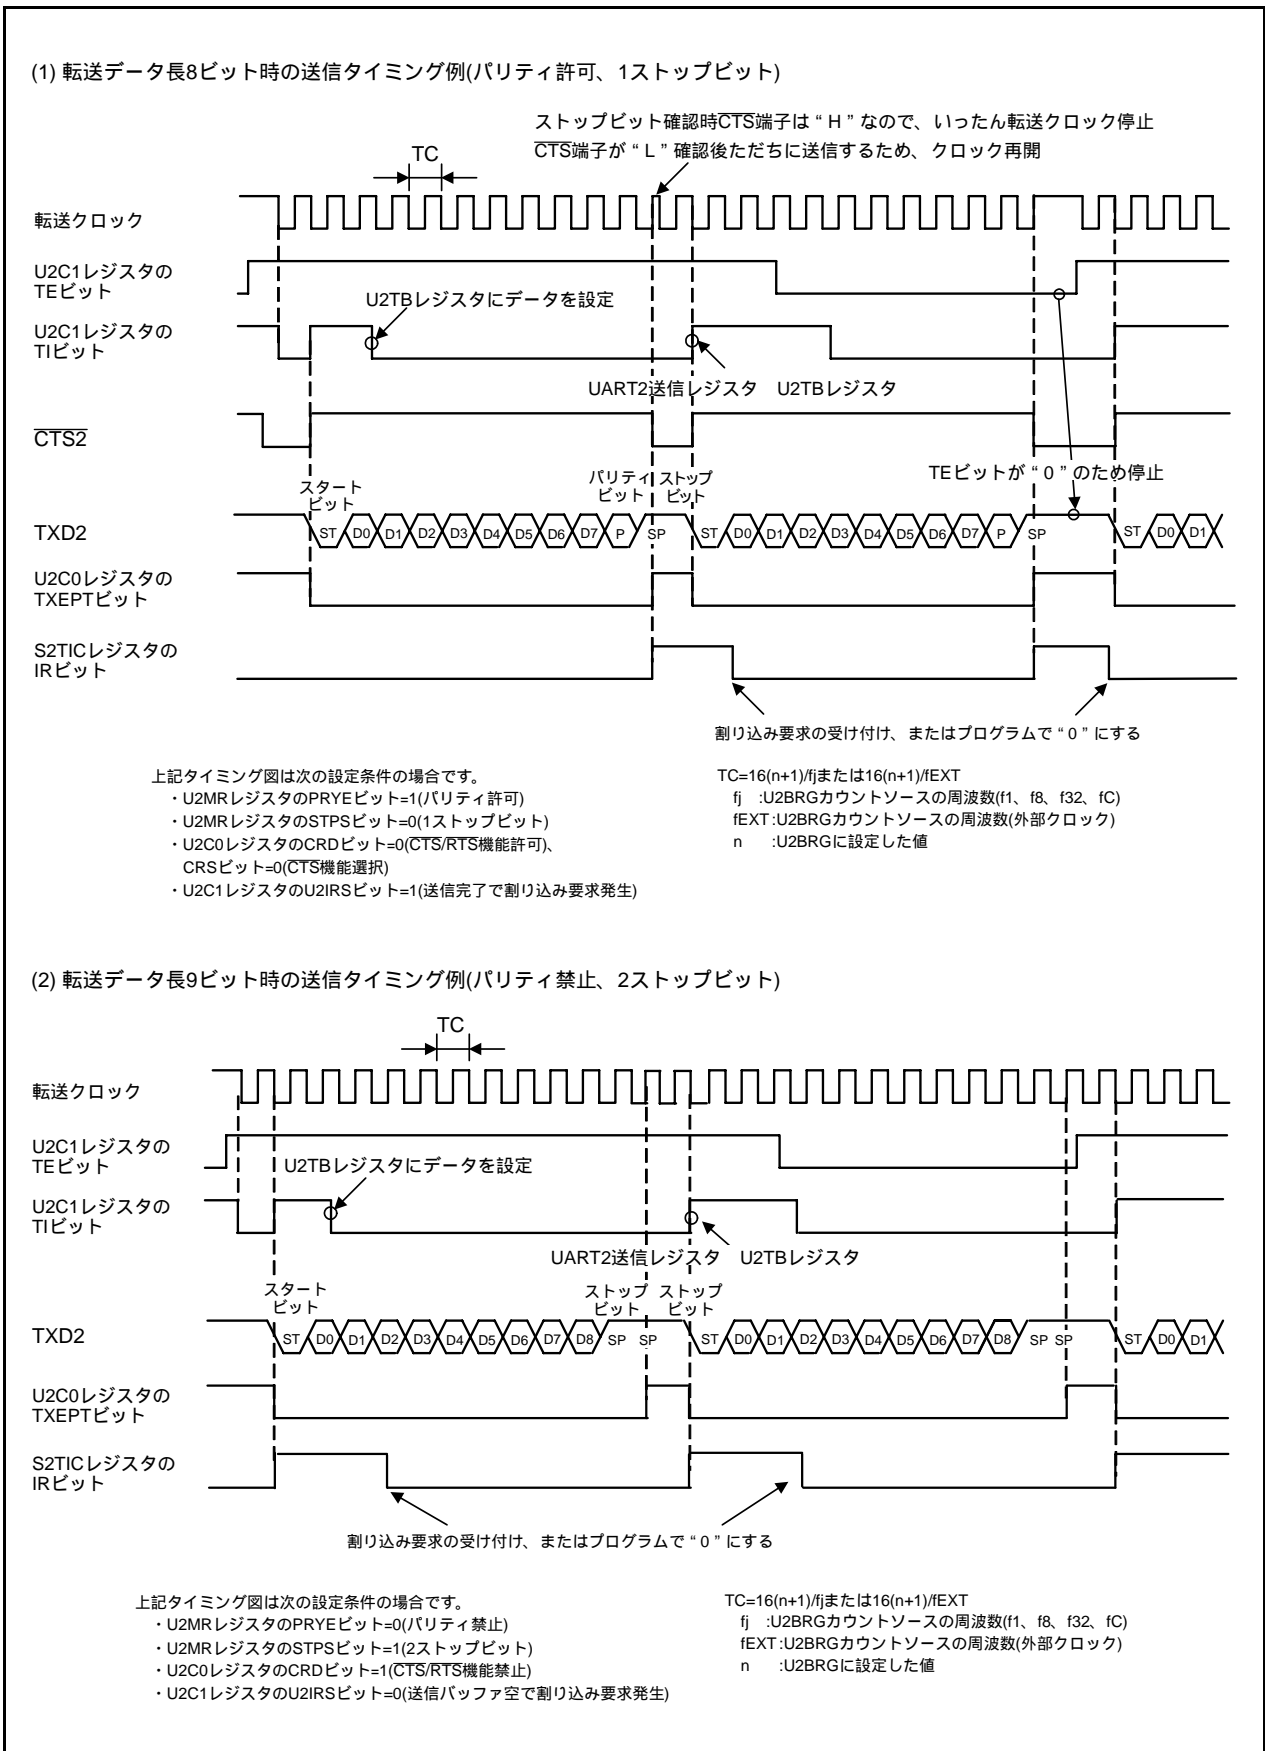 (1) 転送データ長8ビット時の送信タイミング例(パリティ許可、1ストップビット)
ストップビット確認時CTS端子は“H”なので、いったん転送クロック停止
CTS端子が“L”確認後ただちに送信するため、クロック再開
TC
転送クロック
U2C1レジスタの
TEビット
U2TBレジスタにデータを設定
U2C1レジスタの
TIビット
UART2送信レジスタ U2TBレジスタ
CTS2
TEビットが“0”のため停止
スタート
ビット
パリティ
ビット
ストップ
ビット
TXD2
ST D0 D1 D2 D3 D4 D5 D6 D7 P SP ST D0 D1 D2 D3 D4 D5 D6 D7 P SP ST D0 D1
U2C0レジスタの
TXEPTビット
S2TICレジスタの
IRビット
割り込み要求の受け付け、またはプログラムで“0”にする
上記タイミング図は次の設定条件の場合です。
・U2MRレジスタのPRYEビット=1(パリティ許可)
・U2MRレジスタのSTPSビット=0(1ストップビット)
・U2C0レジスタのCRDビット=0(CTS/RTS機能許可)、
CRSビット=0(CTS機能選択)
・U2C1レジスタのU2IRSビット=1(送信完了で割り込み要求発生)
TC=16(n+1)/fjまたは16(n+1)/fEXT
fj :U2BRGカウントソースの周波数(f1、f8、f32、fC)
fEXT:U2BRGカウントソースの周波数(外部クロック)
n :U2BRGに設定した値
(2) 転送データ長9ビット時の送信タイミング例(パリティ禁止、2ストップビット)
TC
転送クロック
U2C1レジスタの
TEビット
U2TBレジスタにデータを設定
U2C1レジスタの
TIビット
UART2送信レジスタ U2TBレジスタ
スタート
ビット
ストップ
ビット
ストップ
ビット
TXD2
ST D0 D1 D2 D3 D4 D5 D6 D7 D8 SP SP ST D0 D1 D2 D3 D4 D5 D6 D7 D8 SP SP ST D0 D1
U2C0レジスタの
TXEPTビット
S2TICレジスタの
IRビット
割り込み要求の受け付け、またはプログラムで“0”にする
上記タイミング図は次の設定条件の場合です。
・U2MRレジスタのPRYEビット=0(パリティ禁止)
・U2MRレジスタのSTPSビット=1(2ストップビット)
・U2C0レジスタのCRDビット=1(CTS/RTS機能禁止)
・U2C1レジスタのU2IRSビット=0(送信バッファ空で割り込み要求発生)
TC=16(n+1)/fjまたは16(n+1)/fEXT
fj :U2BRGカウントソースの周波数(f1、f8、f32、fC)
fEXT:U2BRGカウントソースの周波数(外部クロック)
n :U2BRGに設定した値